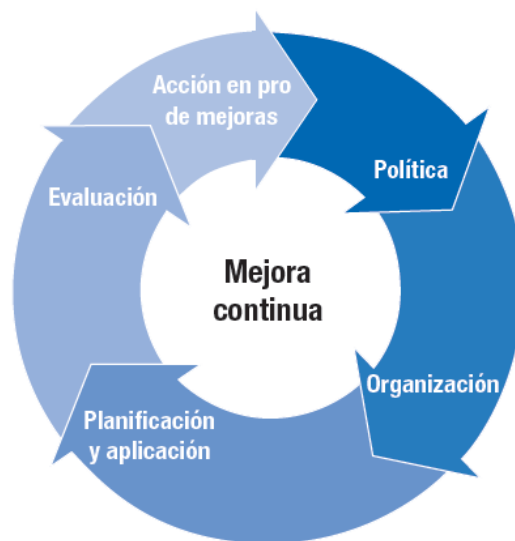 Acción en pro
de mejoras
Política
Evaluación
Mejora
continua
Organización
Planificación
y aplicación